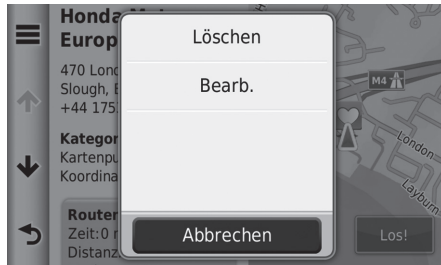 Honda
Europ
470 Lond
Slough,
+44 175
Kategor
Kartenpu
Koordina
Router
Zeit:0
Distanz
Löschen
Bearb.
Abbrechen
M4
London
Layburn
Los!